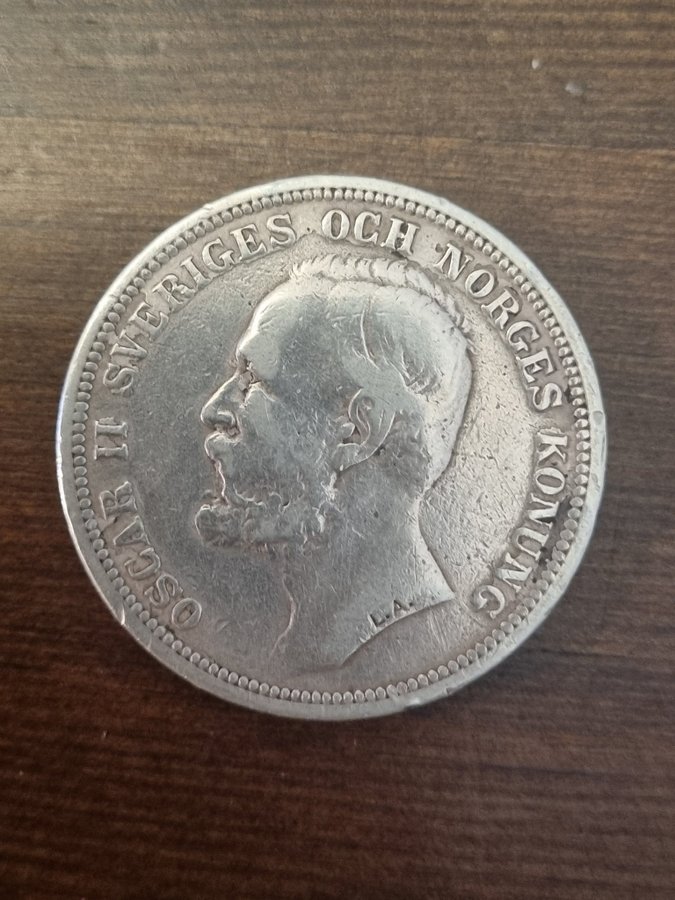 OSCAR II SVERIGES OCH NORGES KONUNG
L.A.